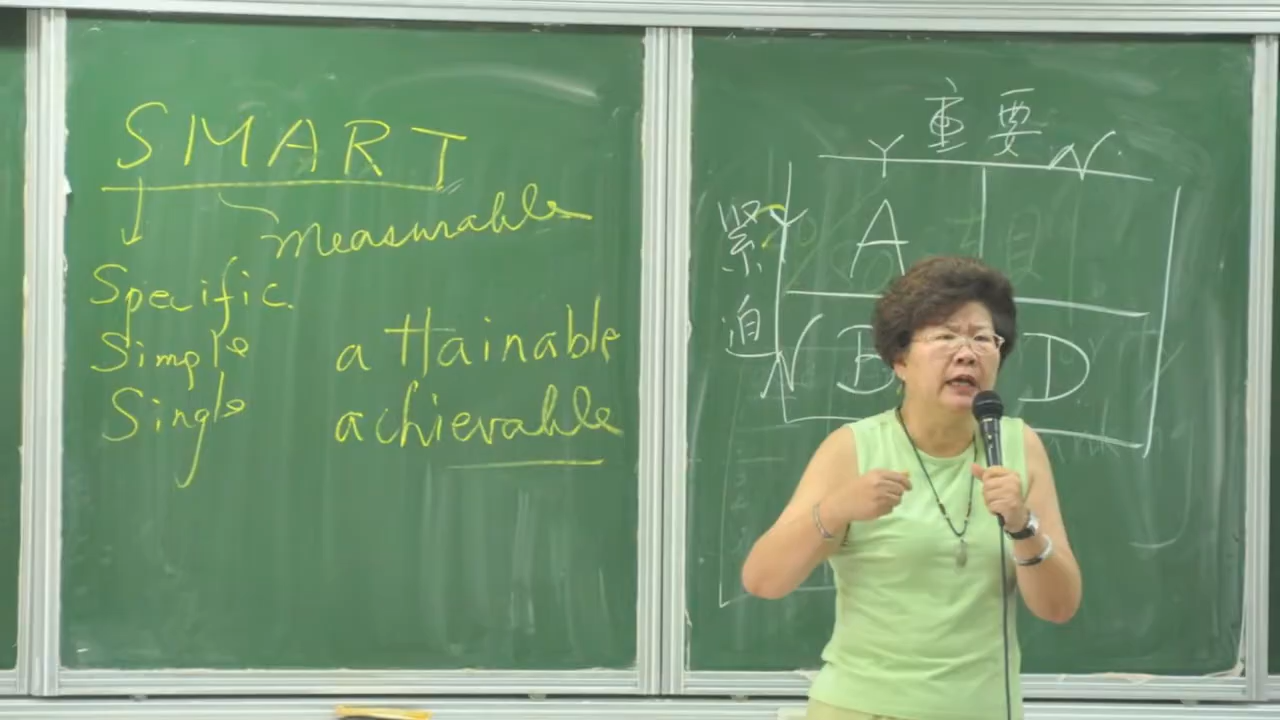 SMART
measurable
Specific.
Simple
Single
attainable
achievable
重要
Y N.
緊迫
Y A
N B D